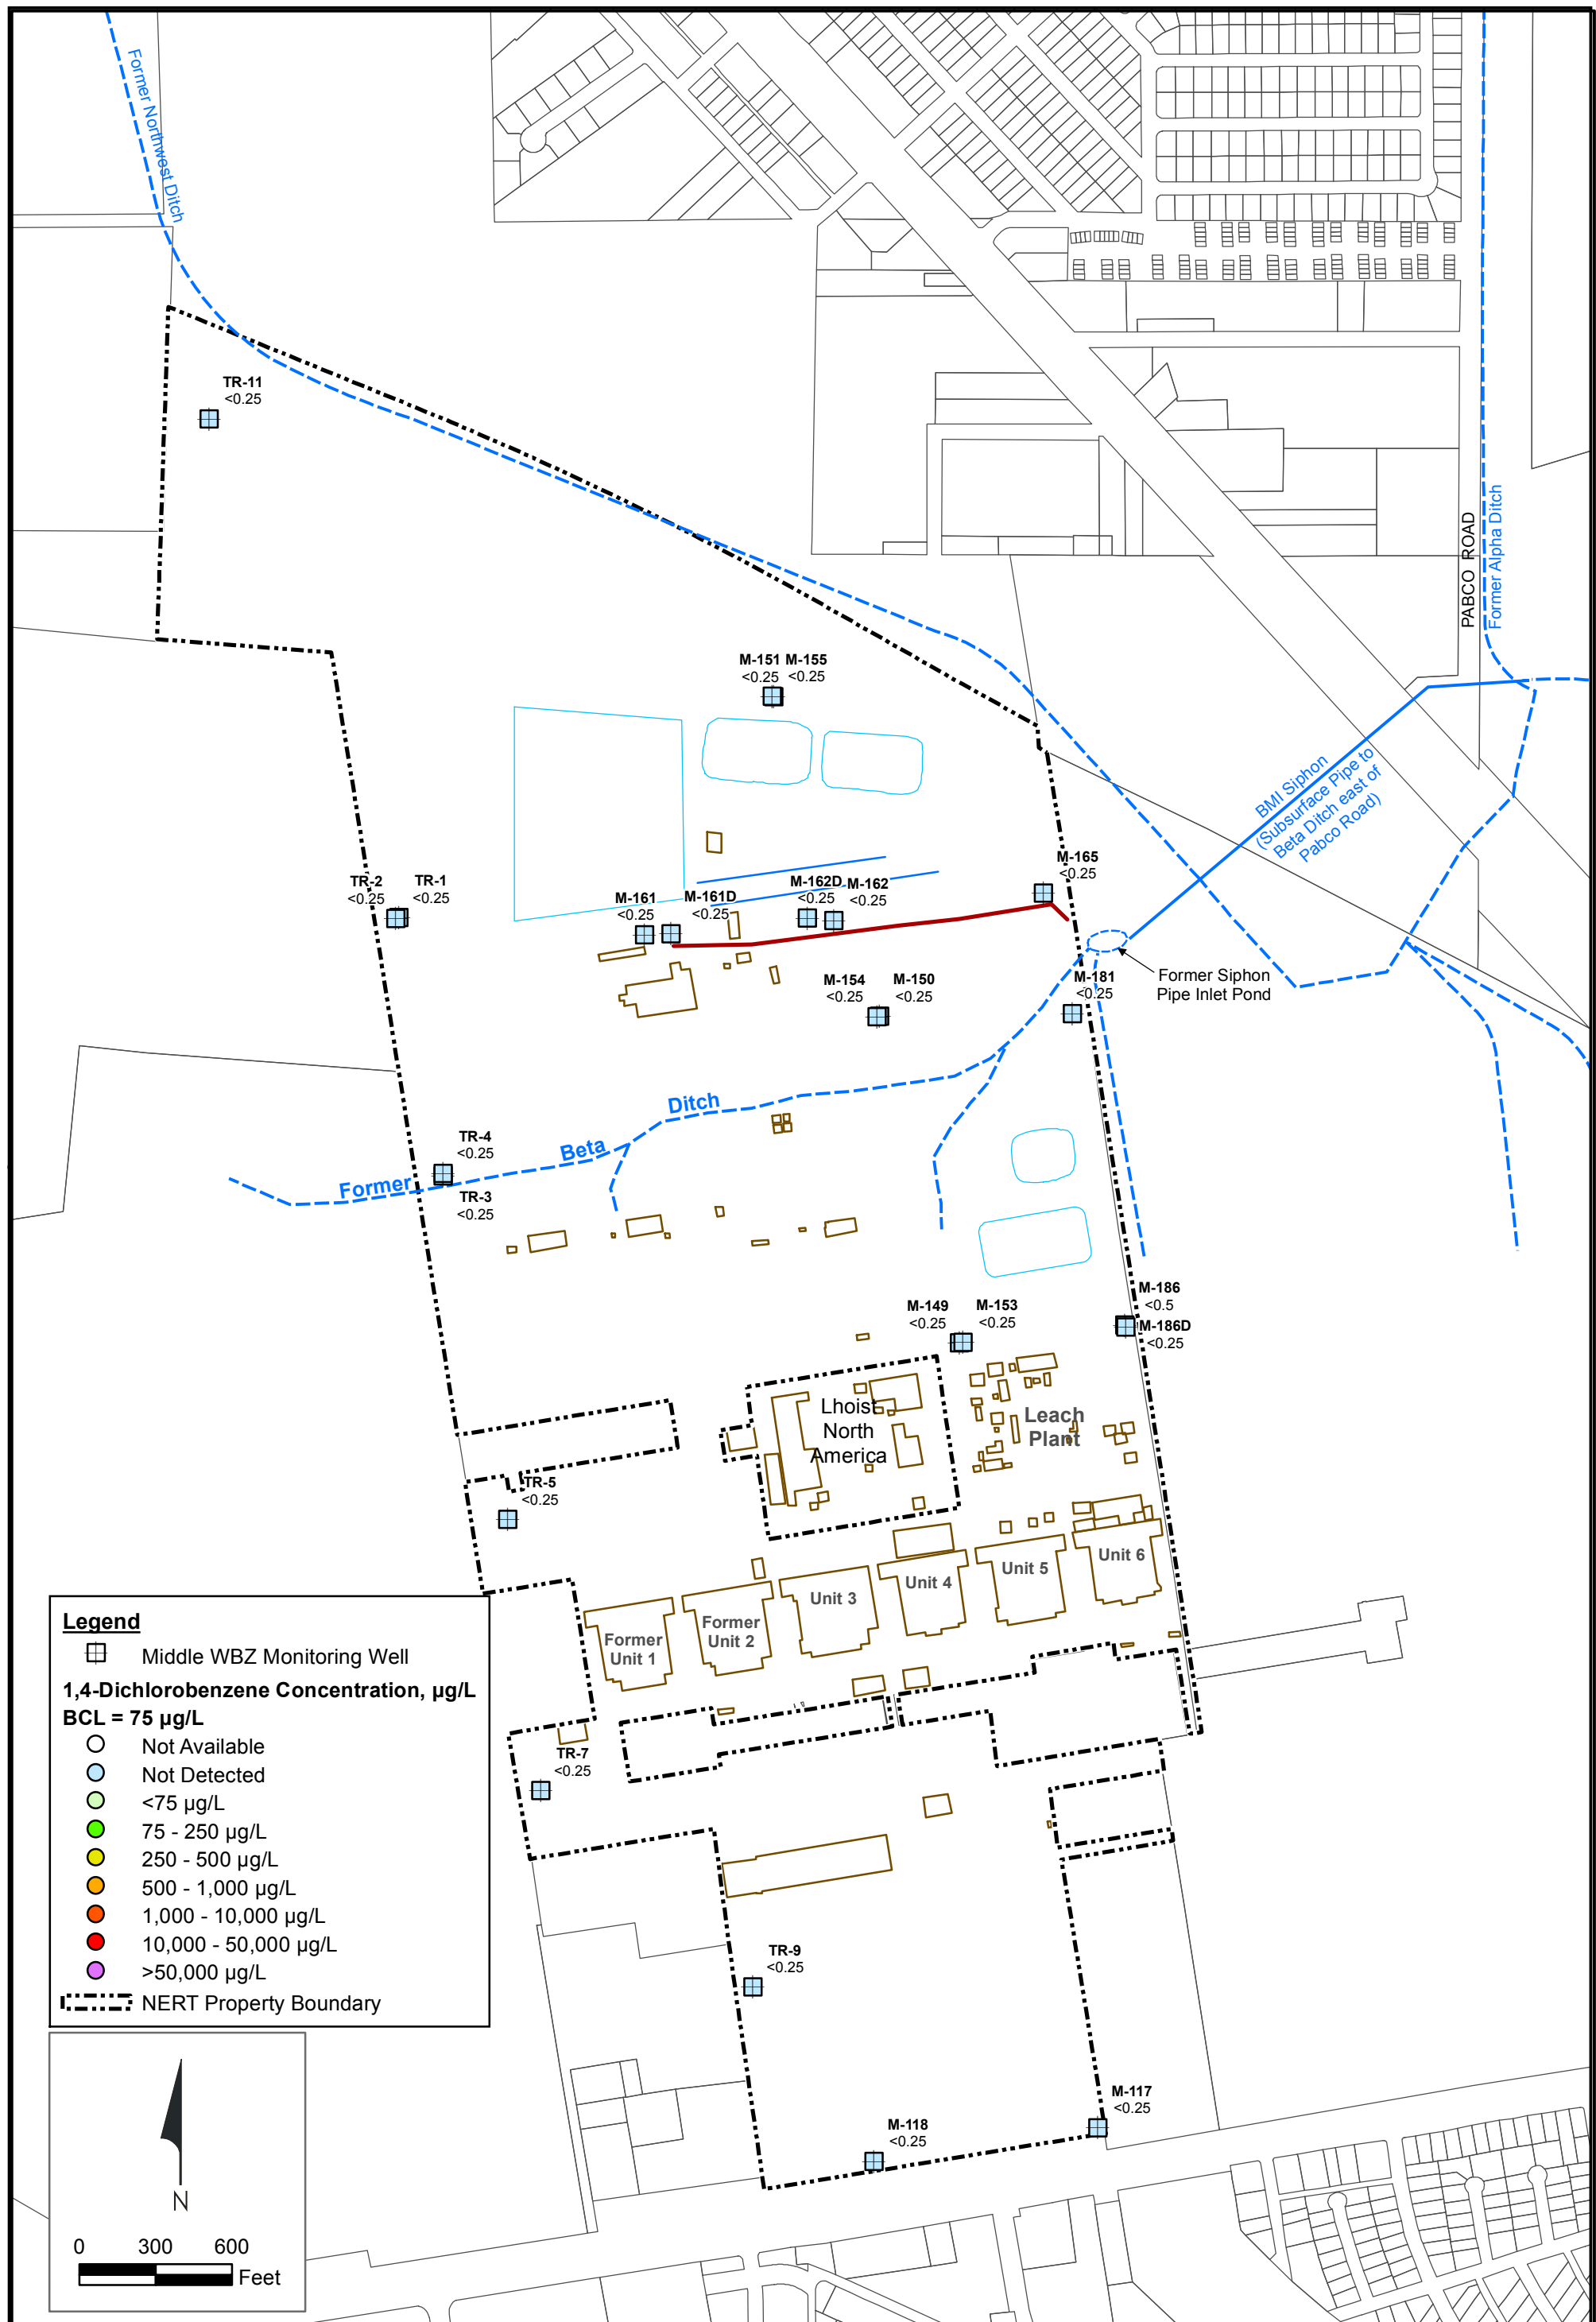 Former Northwest Ditch
TR-11
<0.25
PABCO ROAD
Former Alpha Ditch
M-151 M-155
<0.25 <0.25
BMI Siphon
(Subsurface Pipe to
Beta Ditch east of
Pabco Road)
M-165
<0.25
TR-2 TR-1
<0.25 <0.25
M-161 M-161D
<0.25 <0.25
M-162D M-162
<0.25 <0.25
M-154 M-150
<0.25 <0.25
M-181
<0.25
Former Siphon
Pipe Inlet Pond
Former Beta Ditch
TR-4
<0.25
TR-3
<0.25
M-186
<0.5
M-186D
<0.25
M-149 M-153
<0.25 <0.25
Lhoist
North
America
Leach
Plant
TR-5
<0.25
Former
Unit 1
Former
Unit 2
Unit 3
Unit 4
Unit 5
Unit 6
TR-7
<0.25
TR-9
<0.25
M-118
<0.25
M-117
<0.25
Legend
Middle WBZ Monitoring Well
1,4-Dichlorobenzene Concentration, µg/L
BCL = 75 µg/L
Not Available
Not Detected
<75 µg/L
75 - 250 µg/L
250 - 500 µg/L
500 - 1,000 µg/L
1,000 - 10,000 µg/L
10,000 - 50,000 µg/L
>50,000 µg/L
NERT Property Boundary
N
0 300 600
Feet